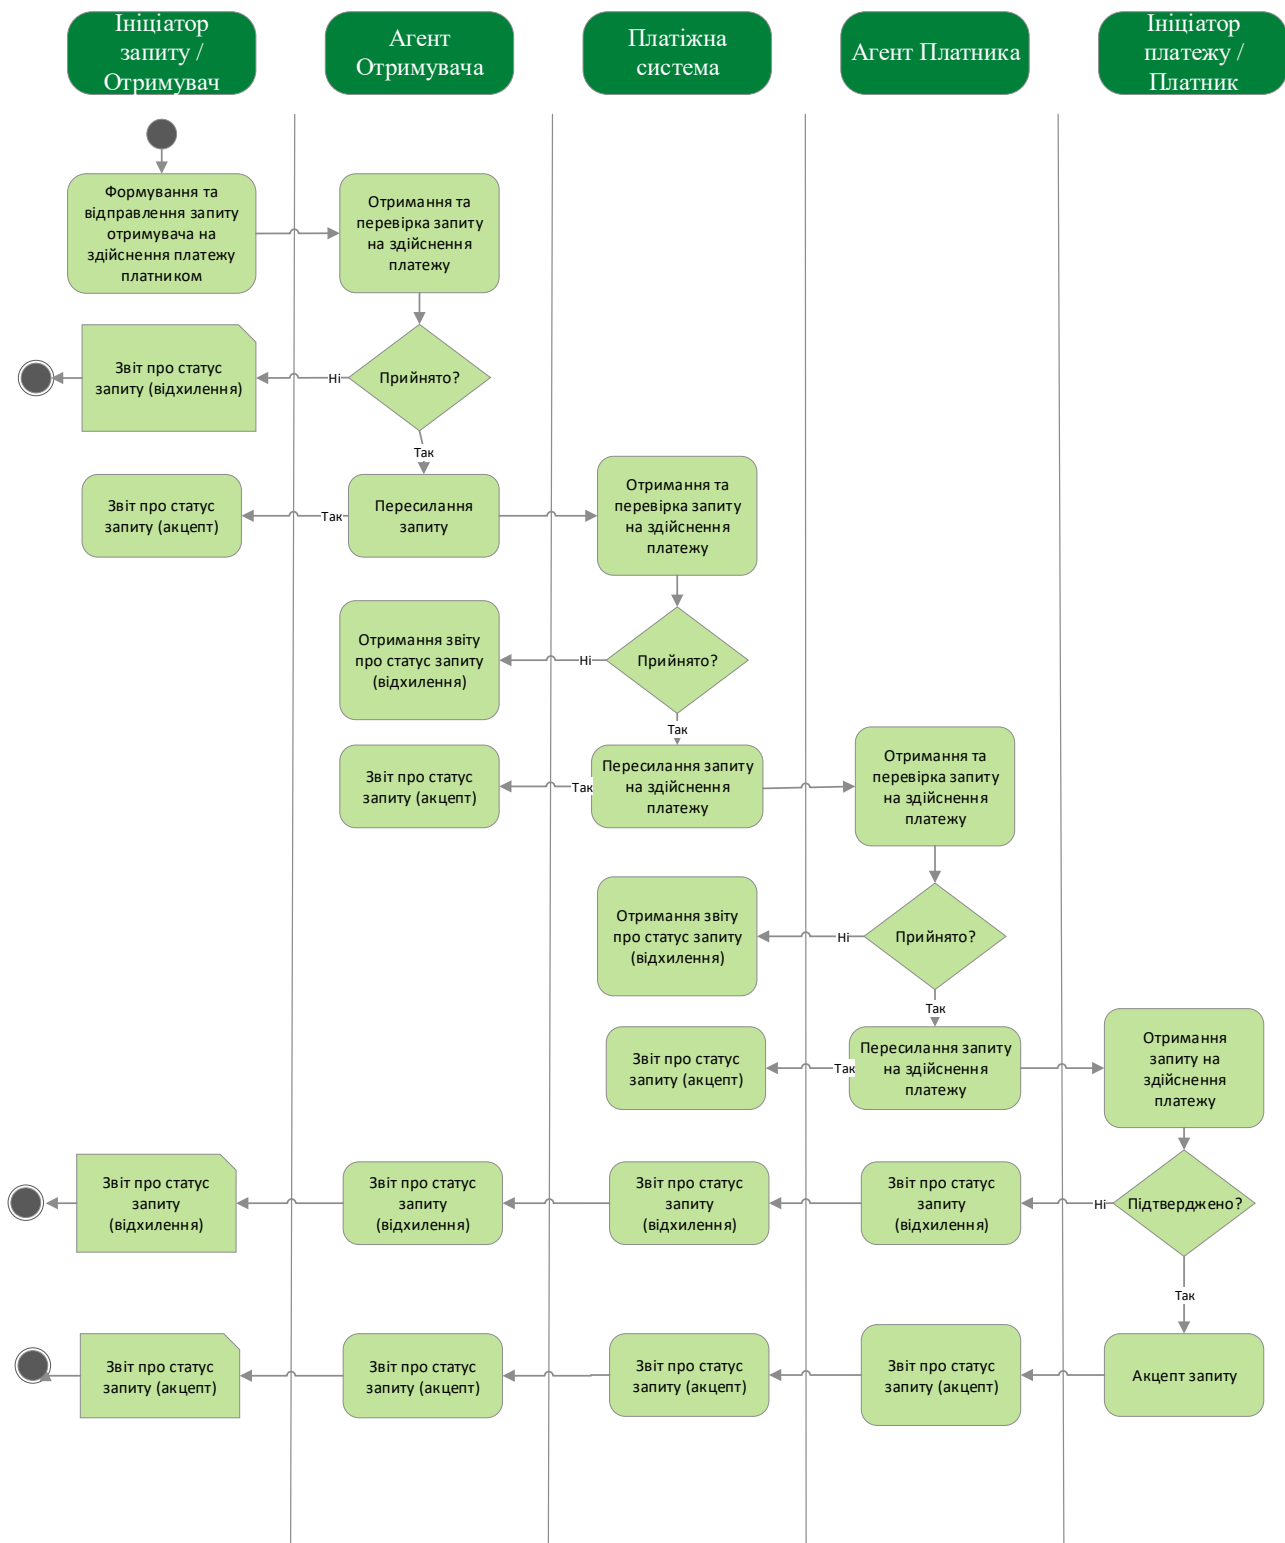 Ініціатор
запиту /
Отримувач
Агент
Отримувача
Платіжна
система
Агент Платника
Ініціатор
платежу /
Платник
Формування та
відправлення запиту
отримувача на
здійснення платежу
платником
Отримання та
перевірка запиту
на здійснення
платежу
Звіт про статус
запиту (відхилення)
Ні
Прийнято?
Так
Звіт про статус
запиту (акцепт)
Так
Пересилання
запиту
Отримання та
перевірка запиту
на здійснення
платежу
Отримання звіту
про статус запиту
(відхилення)
Ні
Прийнято?
Так
Звіт про статус
запиту (акцепт)
Так
Пересилання запиту
на здійснення
платежу
Отримання та
перевірка запиту
на здійснення
платежу
Отримання звіту
про статус запиту
(відхилення)
Ні
Прийнято?
Так
Звіт про статус
запиту (акцепт)
Так
Пересилання запиту
на здійснення
платежу
Отримання
запиту на
здійснення
платежу
Звіт про статус
запиту
(відхилення)
Звіт про статус
запиту
(відхилення)
Звіт про статус
запиту
(відхилення)
Звіт про статус
запиту
(відхилення)
Ні
Підтверджено?
Так
Звіт про статус
запиту (акцепт)
Звіт про статус
запиту (акцепт)
Звіт про статус
запиту (акцепт)
Звіт про статус
запиту (акцепт)
Акцепт запиту